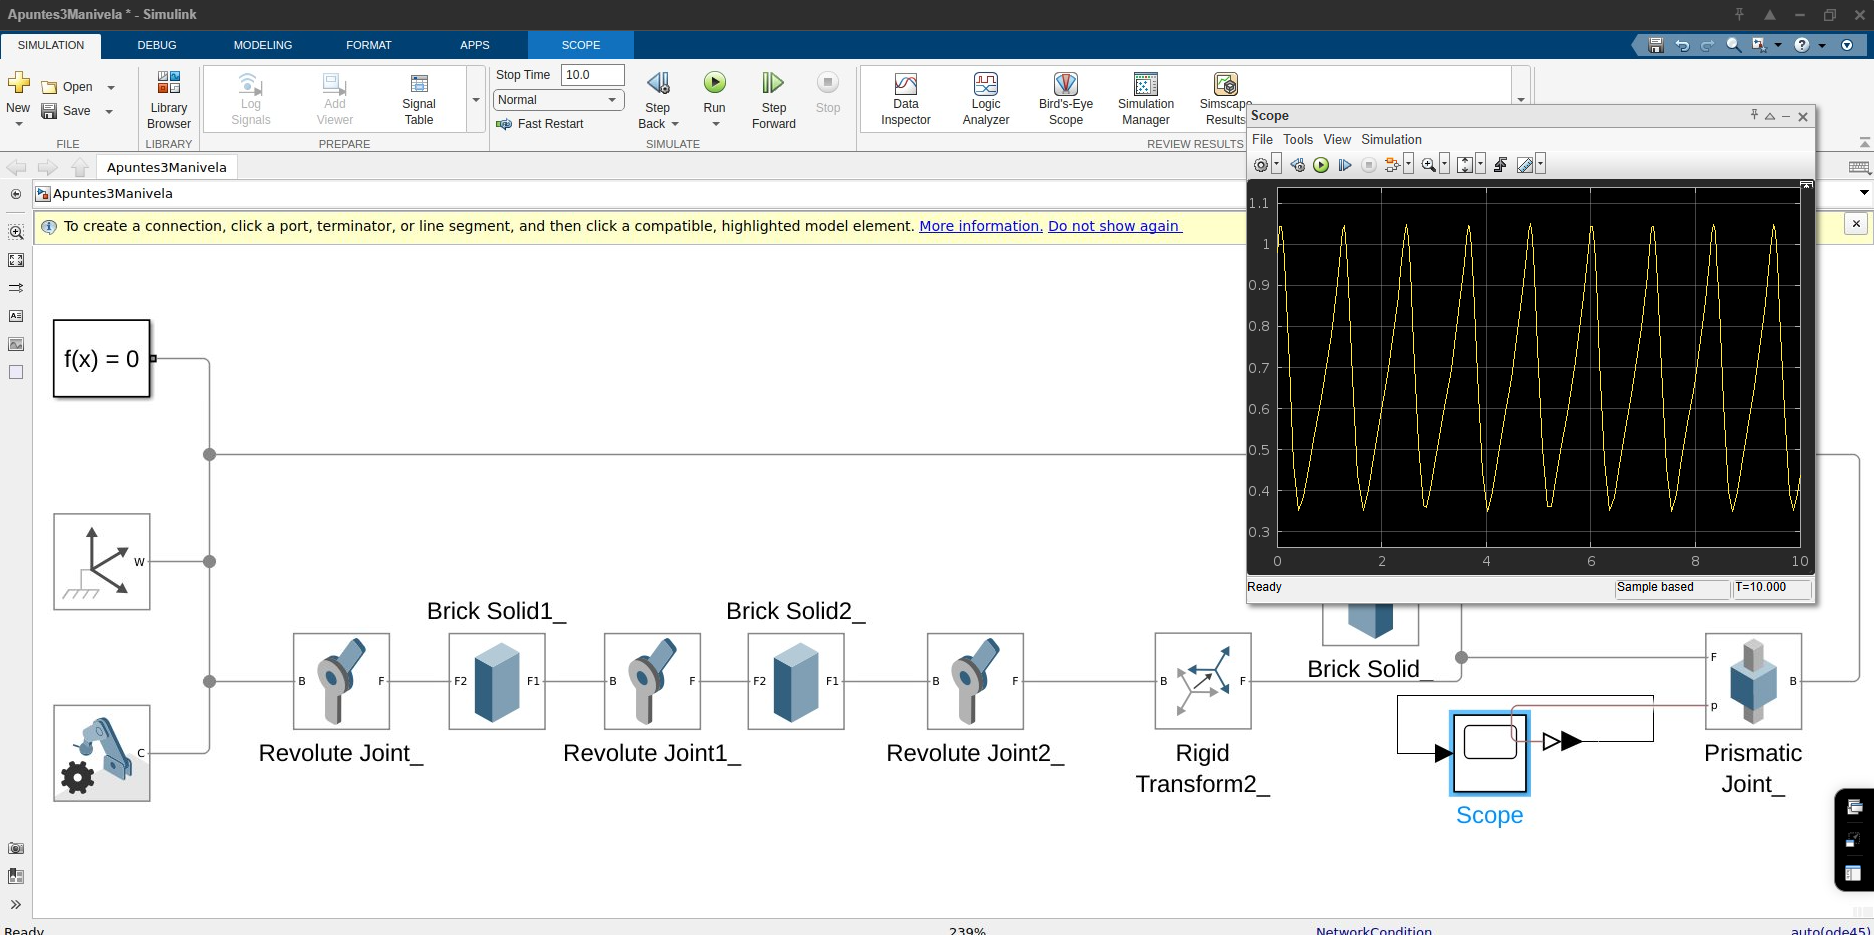 Apuntes3Manivela * - Simulink
SIMULATION DEBUG MODELING FORMAT APPS SCOPE
New
Open
Save
FILE
Library
Browser
LIBRARY
Log
Signals
Add
Viewer
Signal
Table
PREPARE
Stop Time 10.0
Normal
Fast Restart
Step
Back
Run
Step
Forward
Stop
SIMULATE
Data
Inspector
Logic
Analyzer
Bird's-Eye
Scope
Simulation
Manager
Simscape
Results
REVIEW RESULTS
Apuntes3Manivela
Apuntes3Manivela
To create a connection, click a port, terminator, or line segment, and then click a compatible, highlighted model element. More information. Do not show again
Scope
File Tools View Simulation
1.1
1
0.9
0.8
0.7
0.6
0.5
0.4
0.3
0 2 4 6 8 10
Ready Sample based T=10.000
f(x) = 0
W
C
Brick Solid1_ Brick Solid2_
B F F2 F1 B F F2 F1 B F B F
Revolute Joint_ Revolute Joint1_ Revolute Joint2_
Rigid
Transform2_
Brick Solid_
Scope
F
B
p
Prismatic
Joint_
Ready 239% NetworkCondition auto(ode45)